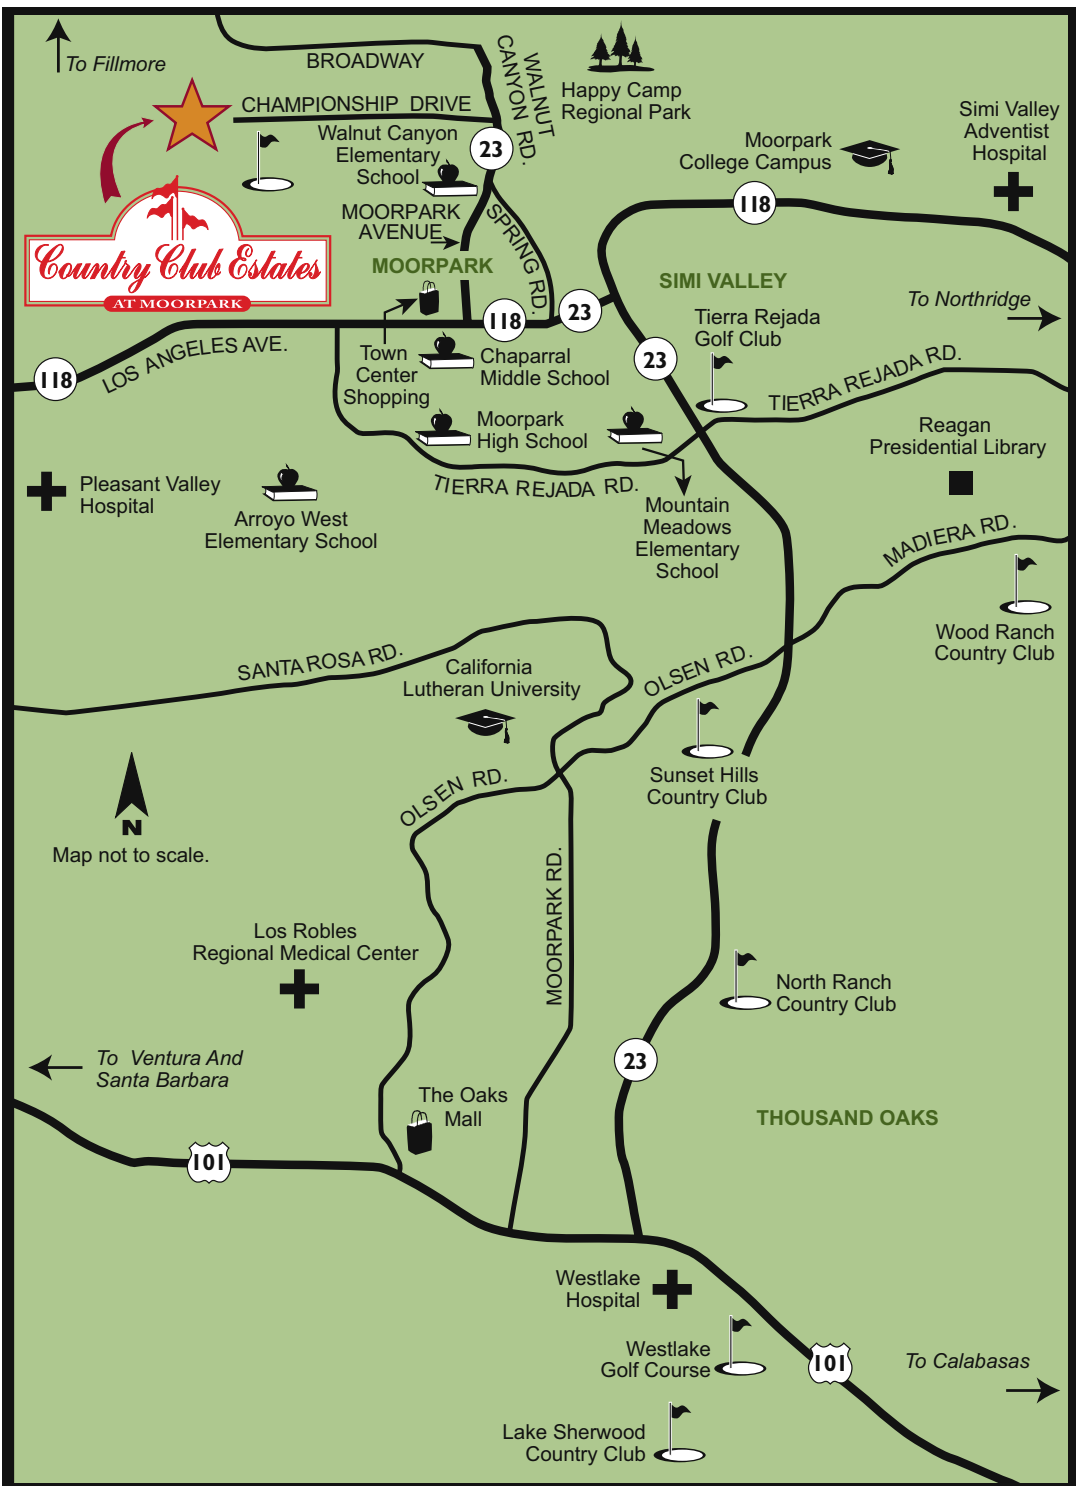 To Fillmore
BROADWAY
WALNUT
CANYON RD.
Happy Camp
Regional Park
CHAMPIONSHIP DRIVE
Walnut Canyon
Elementary
School
23
Moorpark
College Campus
Simi Valley
Adventist
Hospital
118
MOORPARK
AVENUE
SPRING RD.
Country Club Estates
AT MOORPARK
MOORPARK
SIMI VALLEY
To Northridge
118
23
Tierra Rejada
Golf Club
LOS ANGELES AVE.
118
Town
Center
Shopping
Chaparral
Middle School
23
TIERRA REJADA RD.
Moorpark
High School
Reagan
Presidential Library
Pleasant Valley
Hospital
TIERRA REJADA RD.
Arroyo West
Elementary School
Mountain
Meadows
Elementary
School
MADIERA RD.
Wood Ranch
Country Club
SANTA ROSA RD.
California
Lutheran University
OLSEN RD.
Sunset Hills
Country Club
OLSEN RD.
N
Map not to scale.
MOORPARK RD.
Los Robles
Regional Medical Center
North Ranch
Country Club
To Ventura And
Santa Barbara
23
The Oaks
Mall
THOUSAND OAKS
101
Westlake
Hospital
Westlake
Golf Course
101
To Calabasas
Lake Sherwood
Country Club